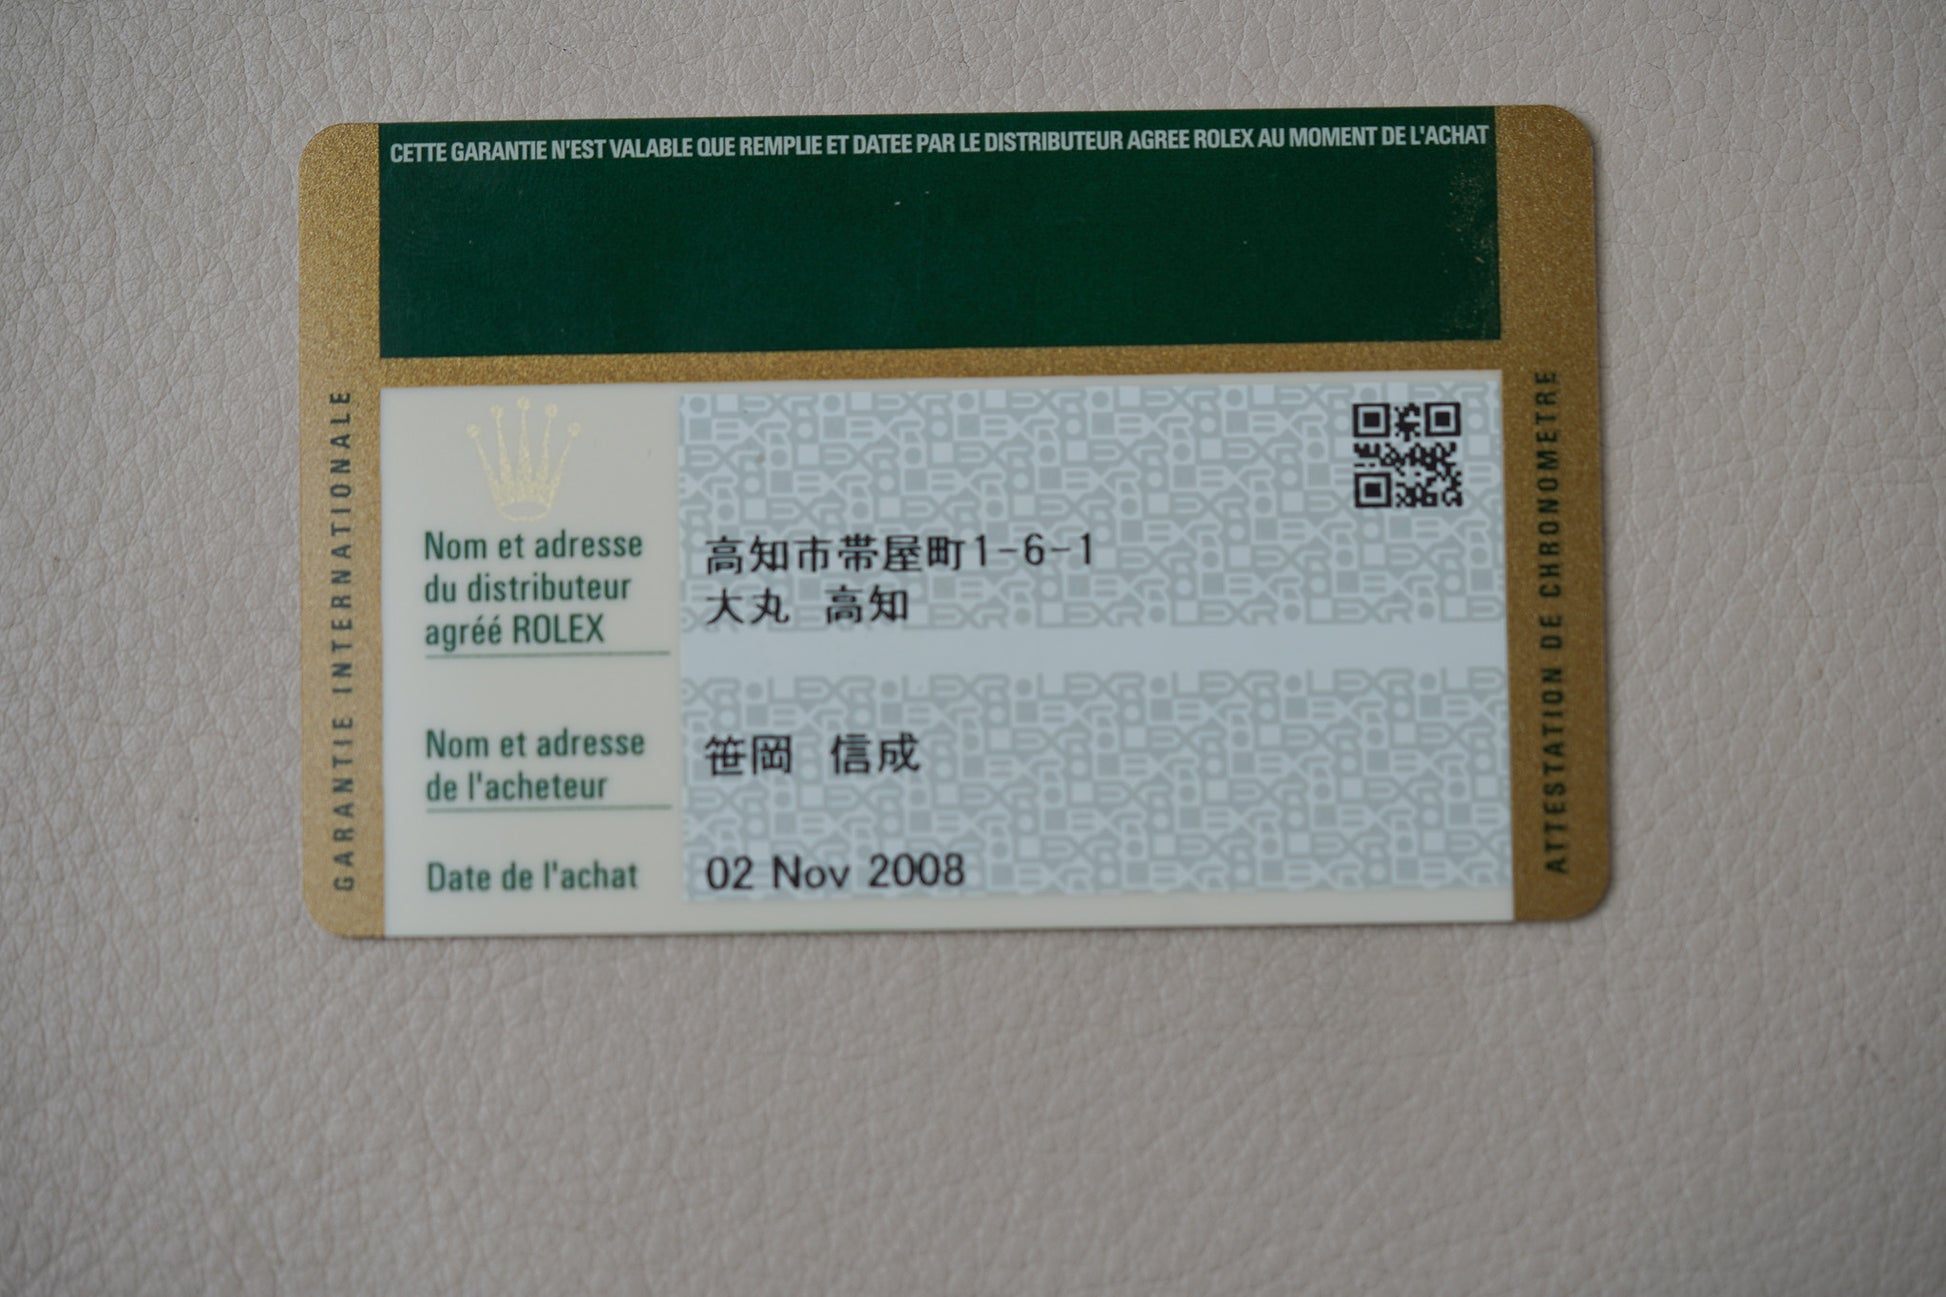 CETTE GARANTIE N'EST VALABLE QUE REMPLIE ET DATEE PAR LE DISTRIBUTEUR AGREE ROLEX AU MOMENT DE L'ACHAT
GARANTIE INTERNATIONALE
Nom et adresse
du distributeur
agréé ROLEX
高知市帯屋町1-6-1
大丸 高知
Nom et adresse
de l'acheteur
笹岡 信成
Date de l'achat
02 Nov 2008
ATTESTATION DE CHRONOMETRE